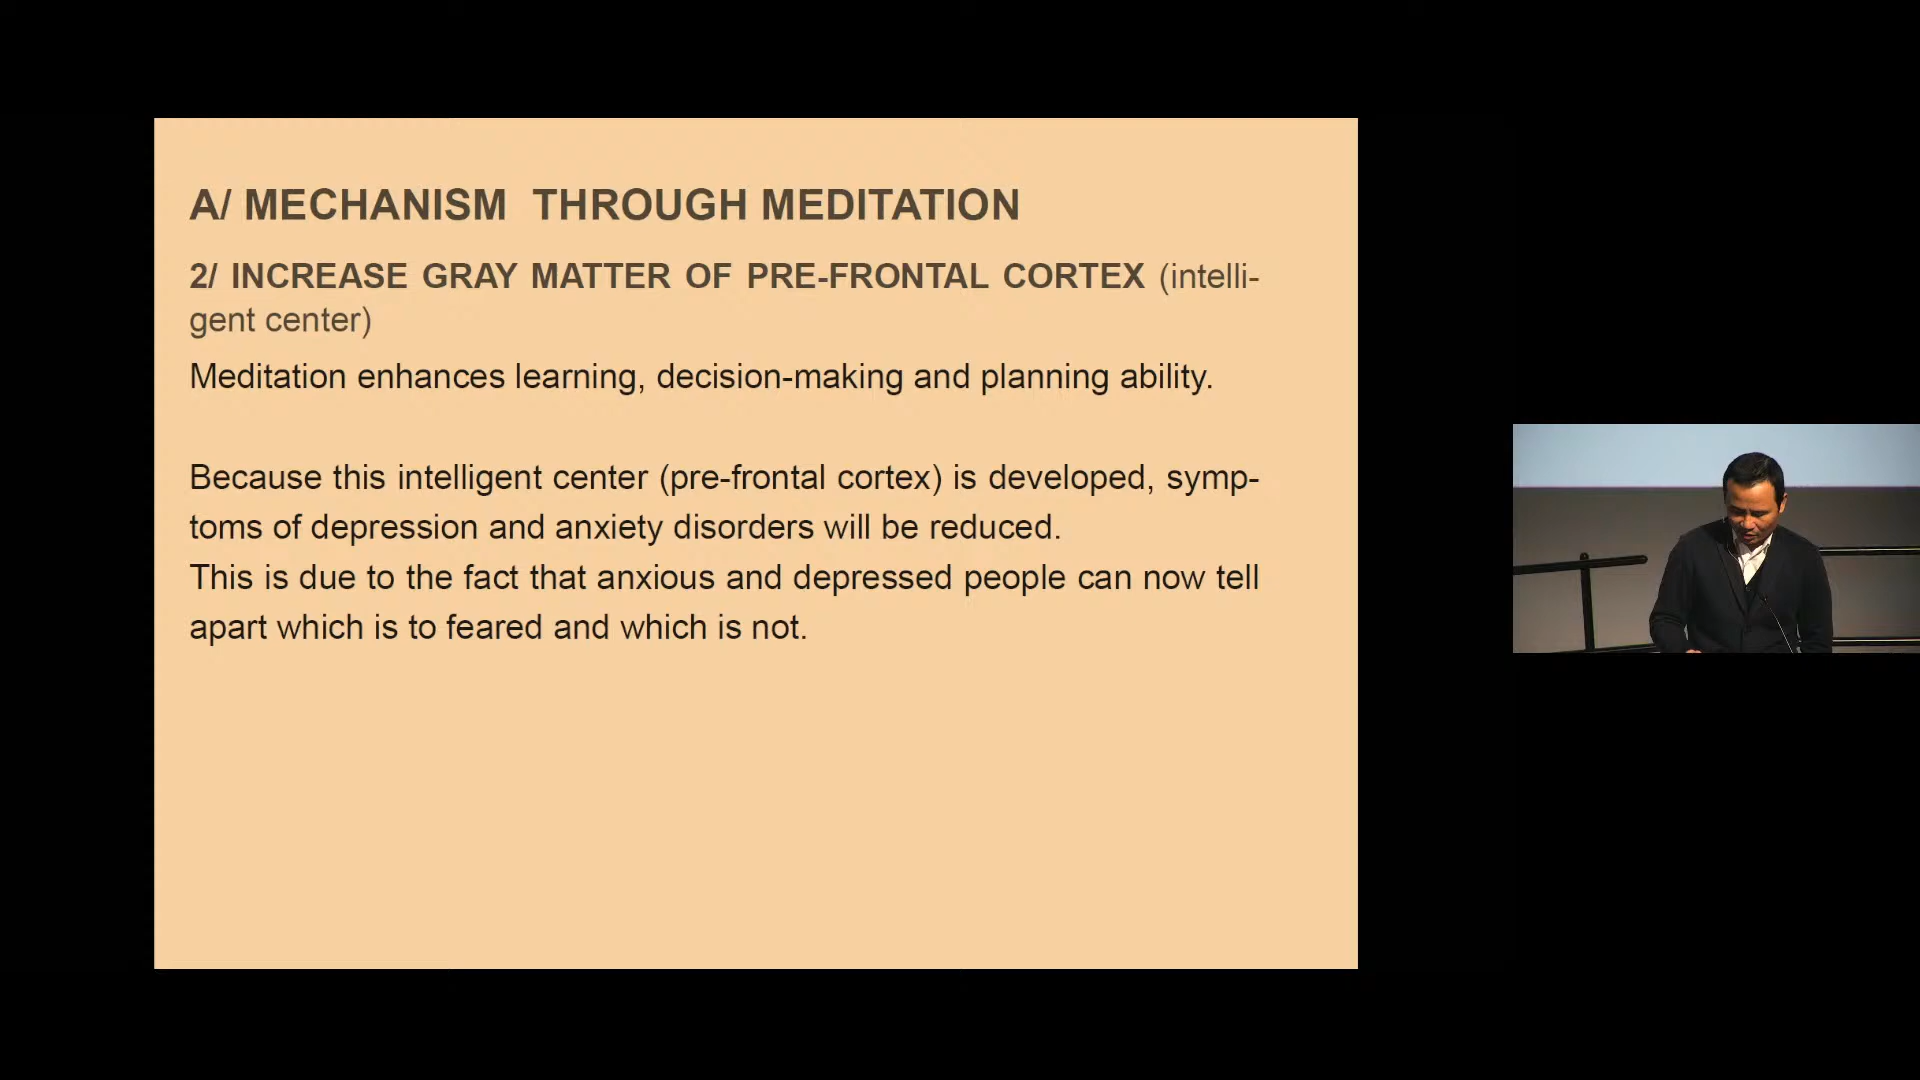 A/ MECHANISM  THROUGH MEDITATION
2/ INCREASE GRAY MATTER OF PRE-FRONTAL CORTEX (intelli-
gent center)
Meditation enhances learning, decision-making and planning ability.
Because this intelligent center (pre-frontal cortex) is developed, symp-
toms of depression and anxiety disorders will be reduced.
This is due to the fact that anxious and depressed people can now tell
apart which is to feared and which is not.